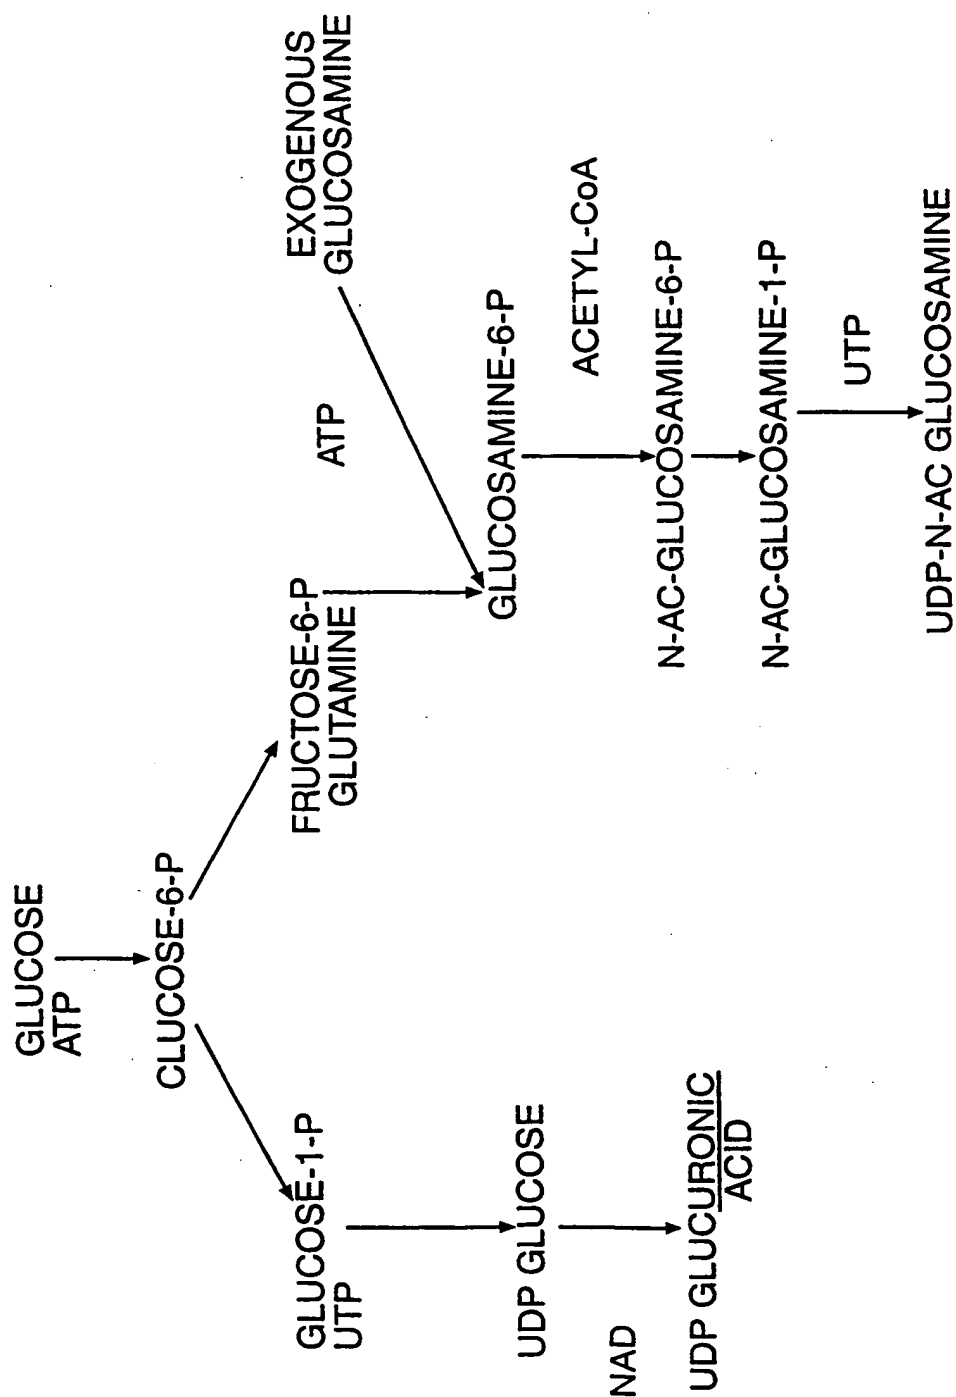 GLUCOSE
ATP
CLUCOSE-6-P
GLUCOSE-1-P
UTP
UDP GLUCOSE
NAD
UDP GLUCURONIC
ACID
FRUCTOSE-6-P
GLUTAMINE
ATP
EXOGENOUS
GLUCOSAMINE
GLUCOSAMINE-6-P
ACETYL-CoA
N-AC-GLUCOSAMINE-6-P
N-AC-GLUCOSAMINE-1-P
UTP
UDP-N-AC GLUCOSAMINE